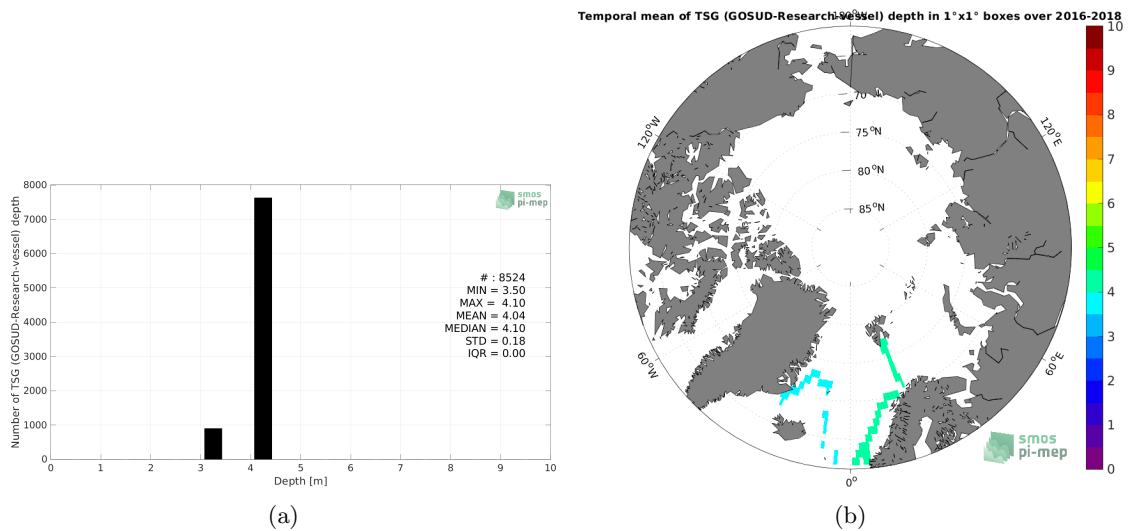 Temporal mean of TSG (GOSUD-Research-vessel) depth in 1°x1° boxes over 2016-2018
180°W
120°W
120°E
60°W
60°E
0°
70
75°N
80°N
85°N
10
9
8
7
6
5
4
3
2
1
0
smos
pi-mep
Number of TSG (GOSUD-Research-vessel) depth
8000
7000
6000
5000
4000
3000
2000
1000
0
smos
pi-mep
# : 8524
MIN = 3.50
MAX = 4.10
MEAN = 4.04
MEDIAN = 4.10
STD = 0.18
IQR = 0.00
0 1 2 3 4 5 6 7 8 9 10
Depth [m]
(a)
(b)